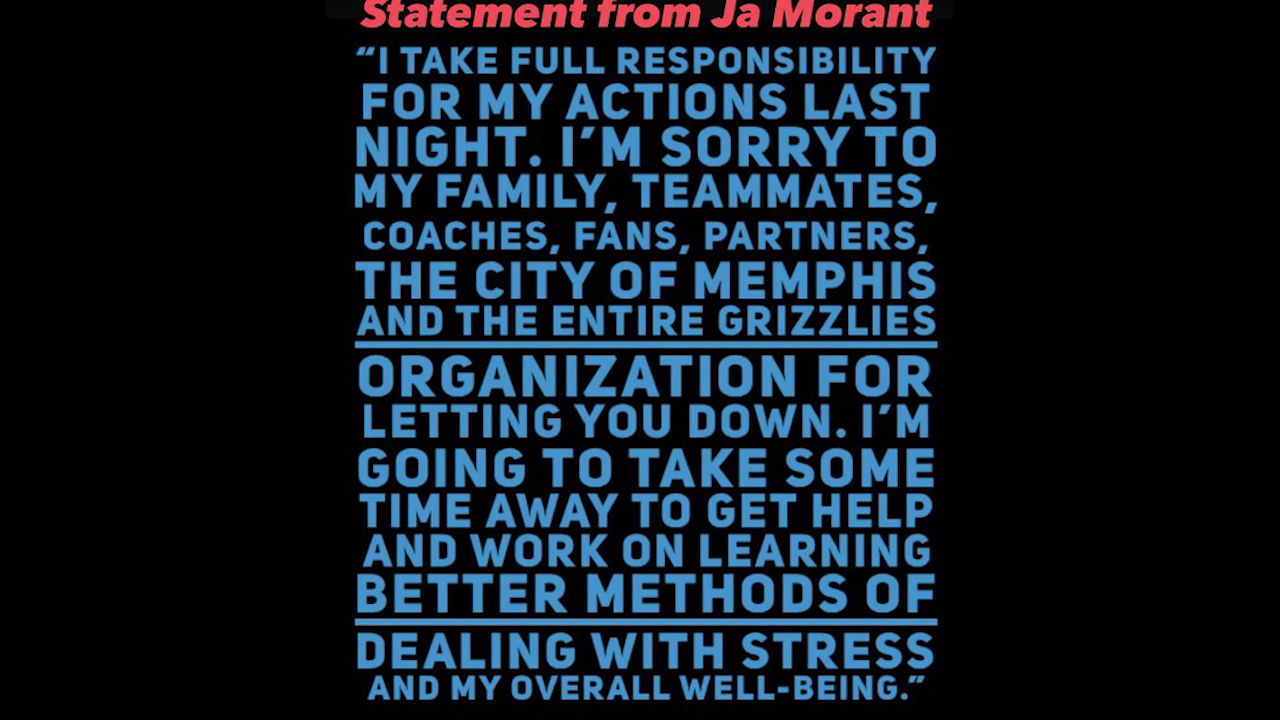 Statement from Ja Morant
“I TAKE FULL RESPONSIBILITY
FOR MY ACTIONS LAST
NIGHT. I’M SORRY TO
MY FAMILY, TEAMMATES,
COACHES, FANS, PARTNERS,
THE CITY OF MEMPHIS
AND THE ENTIRE GRIZZLIES
ORGANIZATION FOR
LETTING YOU DOWN. I’M
GOING TO TAKE SOME
TIME AWAY TO GET HELP
AND WORK ON LEARNING
BETTER METHODS OF
DEALING WITH STRESS
AND MY OVERALL WELL-BEING.”